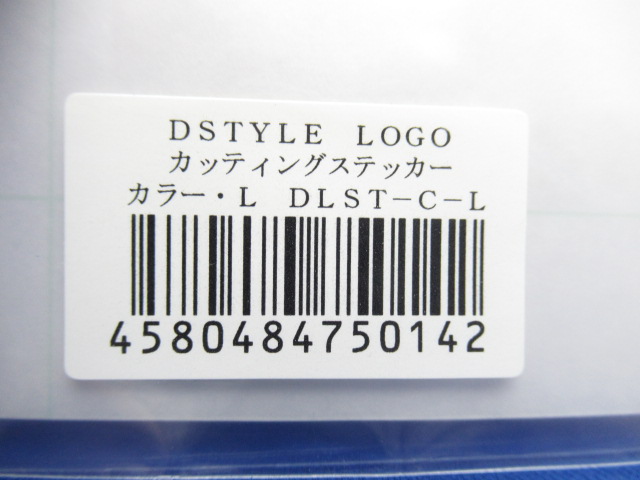 DSTYLE LOGO
カッティングステッカー
カラー・L DLST-C-L
4580484750142